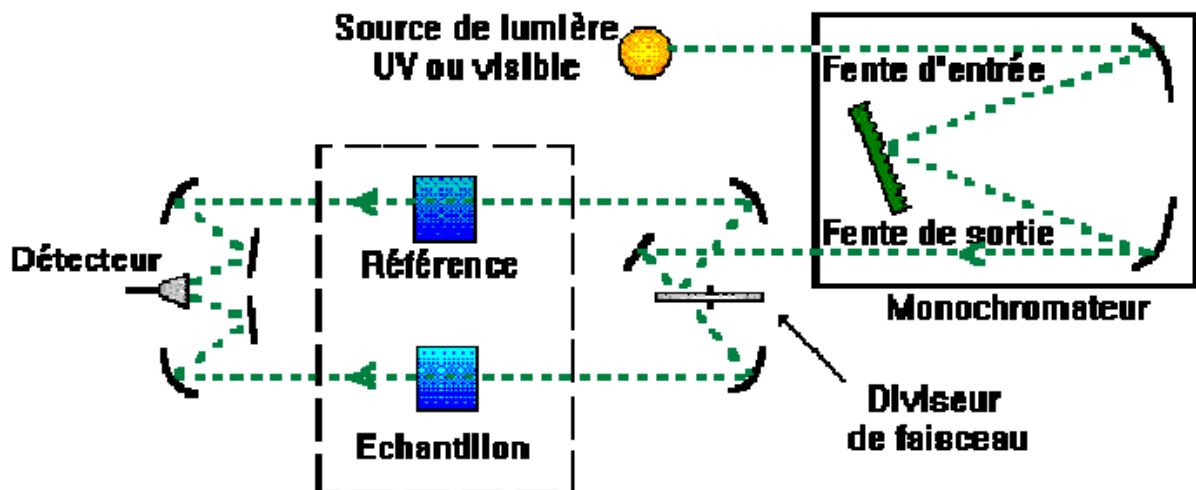 Source de lumière
UV ou visible
Fente d'entrée
Fente de sortie
Monochromateur
Référence
Détecteur
Echantillon
Diviseur
de faisceau